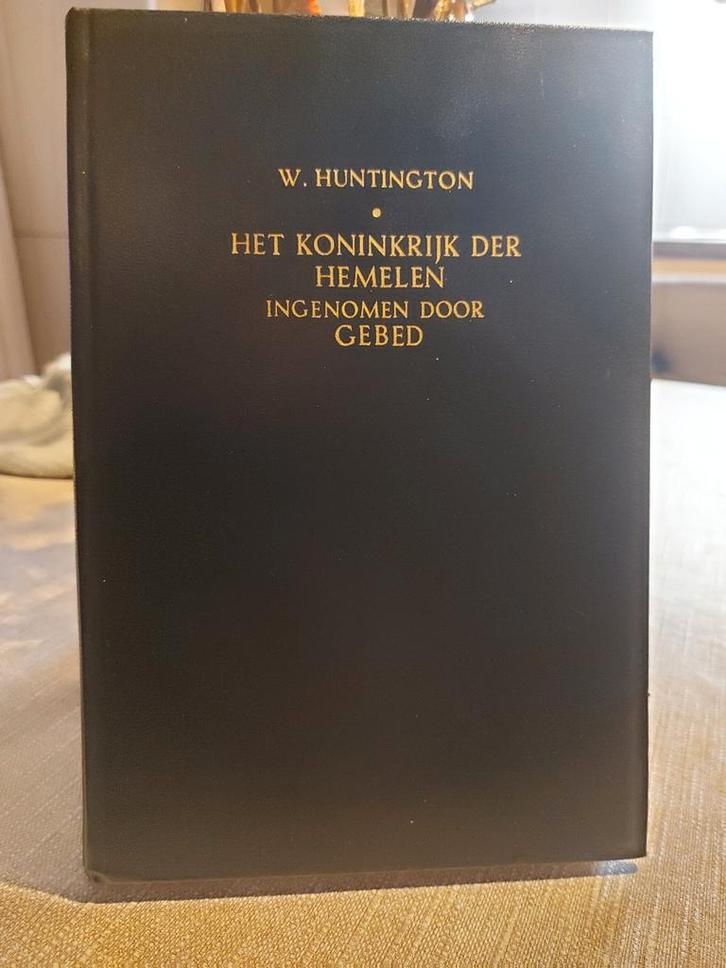 W. HUNTINGTON
•
HET KONINKRIJK DER
HEMELEN
INGENOMEN DOOR
GEBED